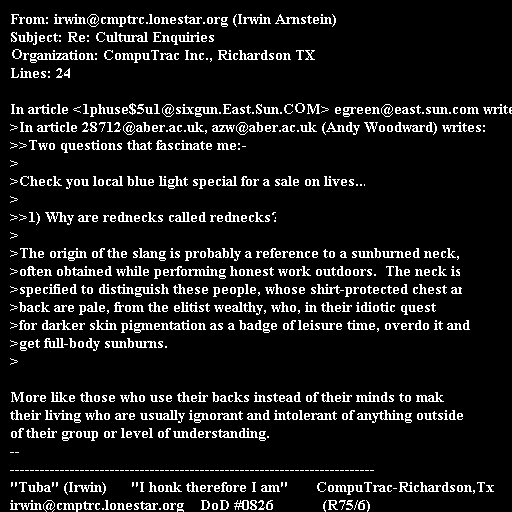 From: irwin@cmptrc.lonestar.org (Irwin Arnstein)
Subject: Re: Cultural Enquiries
Organization: CompuTrac Inc., Richardson TX
Lines: 24

In article <1phuse$5u1@sixgun.East.Sun.COM> egreen@east.sun.com write
>In article 28712@aber.ac.uk, azw@aber.ac.uk (Andy Woodward) writes:
>>Two questions that fascinate me:-
>
>Check you local blue light special for a sale on lives...
>
>>1) Why are rednecks called rednecks?
>
>The origin of the slang is probably a reference to a sunburned neck,
>often obtained while performing honest work outdoors.  The neck is
>specified to distinguish these people, whose shirt-protected chest
>back are pale, from the elitist wealthy, who, in their idiotic quest
>for darker skin pigmentation as a badge of leisure time, overdo it and
>get full-body sunburns.
>

More like those who use their backs instead of their minds to mak
their living who are usually ignorant and intolerant of anything outside
of their group or level of understanding.
--
-------------------------------------------------------------------------
"Tuba" (Irwin)      "I honk therefore I am"       CompuTrac-Richardson,Tx
irwin@cmptrc.lonestar.org    DoD #0826            (R75/6)